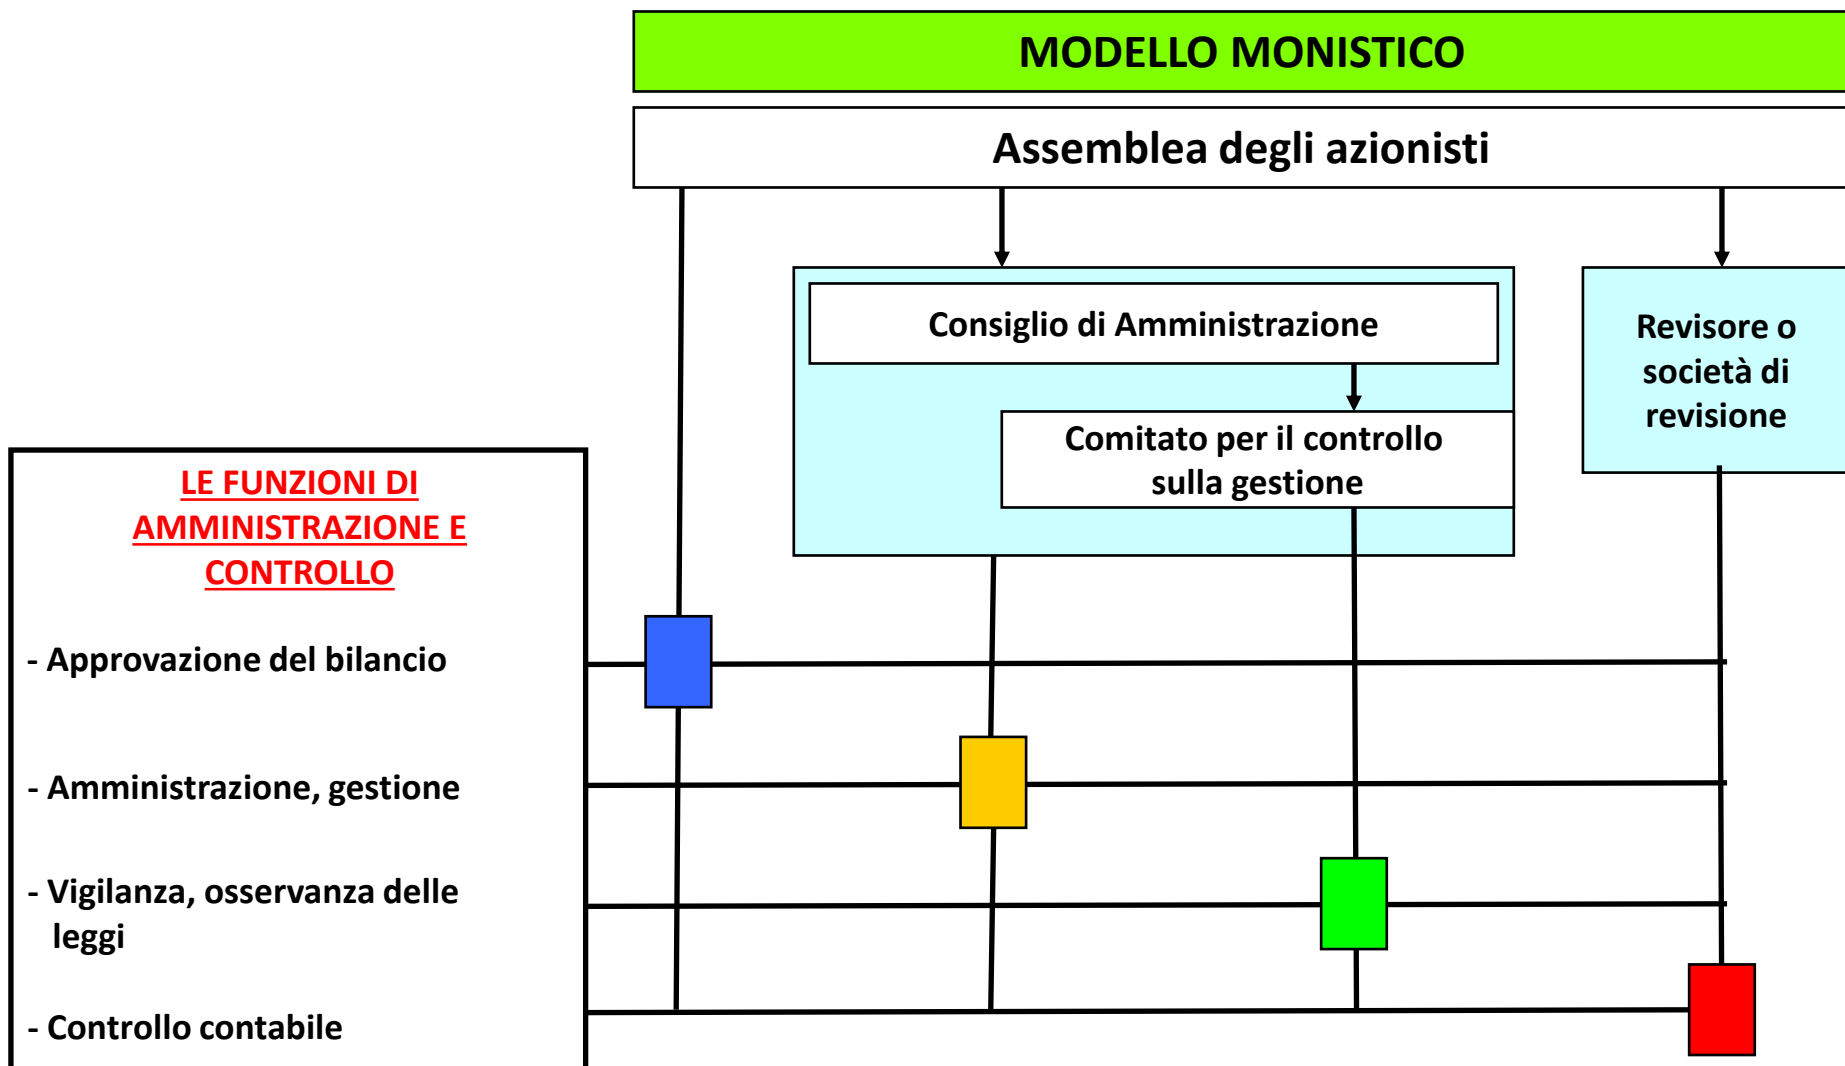 MODELLO MONISTICO
Assemblea degli azionisti
Consiglio di Amministrazione
Comitato per il controllo
sulla gestione
Revisore o
società di
revisione
LE FUNZIONI DI
AMMINISTRAZIONE E
CONTROLLO
- Approvazione del bilancio
- Amministrazione, gestione
- Vigilanza, osservanza delle
leggi
- Controllo contabile